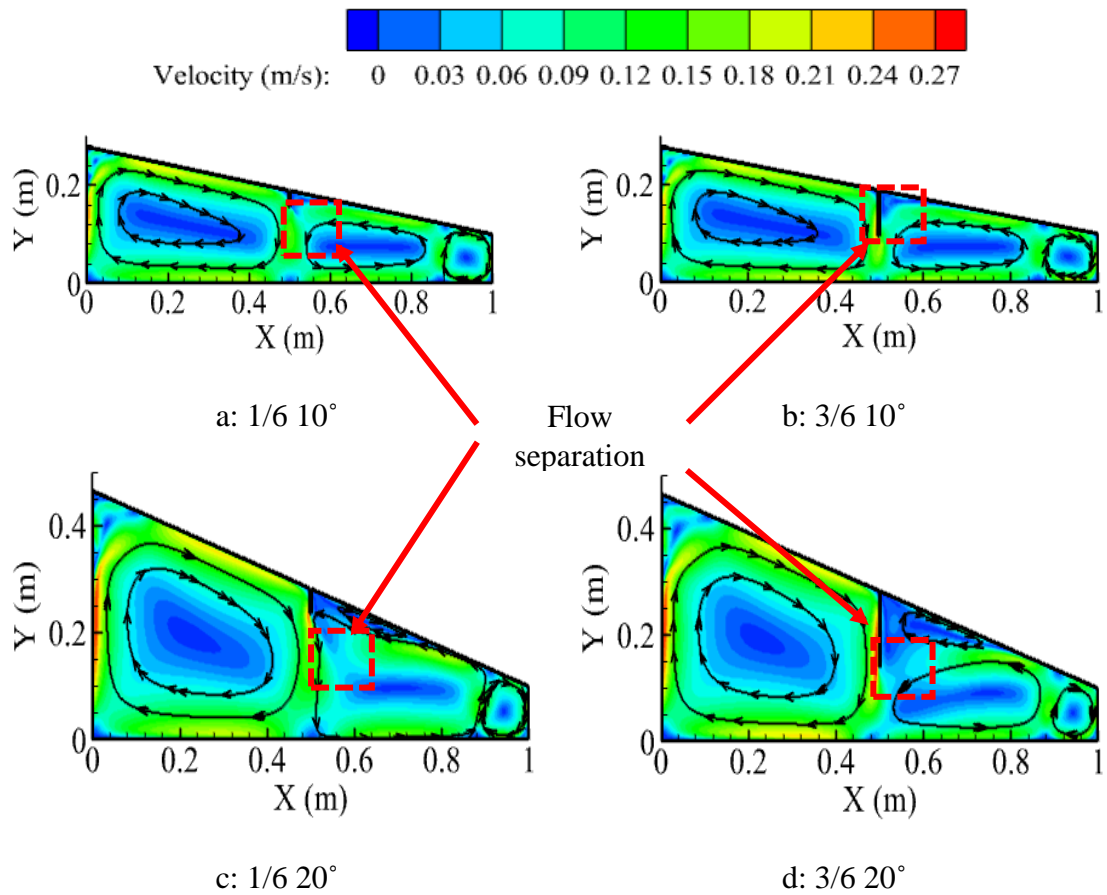 Velocity (m/s): 0 0.03 0.06 0.09 0.12 0.15 0.18 0.21 0.24 0.27
Y (m)
0.2
0
0 0.2 0.4 0.6 0.8 1
X (m)
a: 1/6 10˚
Y (m)
0.2
0
0 0.2 0.4 0.6 0.8 1
X (m)
b: 3/6 10˚
Flow
separation
Y (m)
0.4
0.2
0
0 0.2 0.4 0.6 0.8 1
X (m)
c: 1/6 20˚
Y (m)
0.4
0.2
0
0 0.2 0.4 0.6 0.8 1
X (m)
d: 3/6 20˚